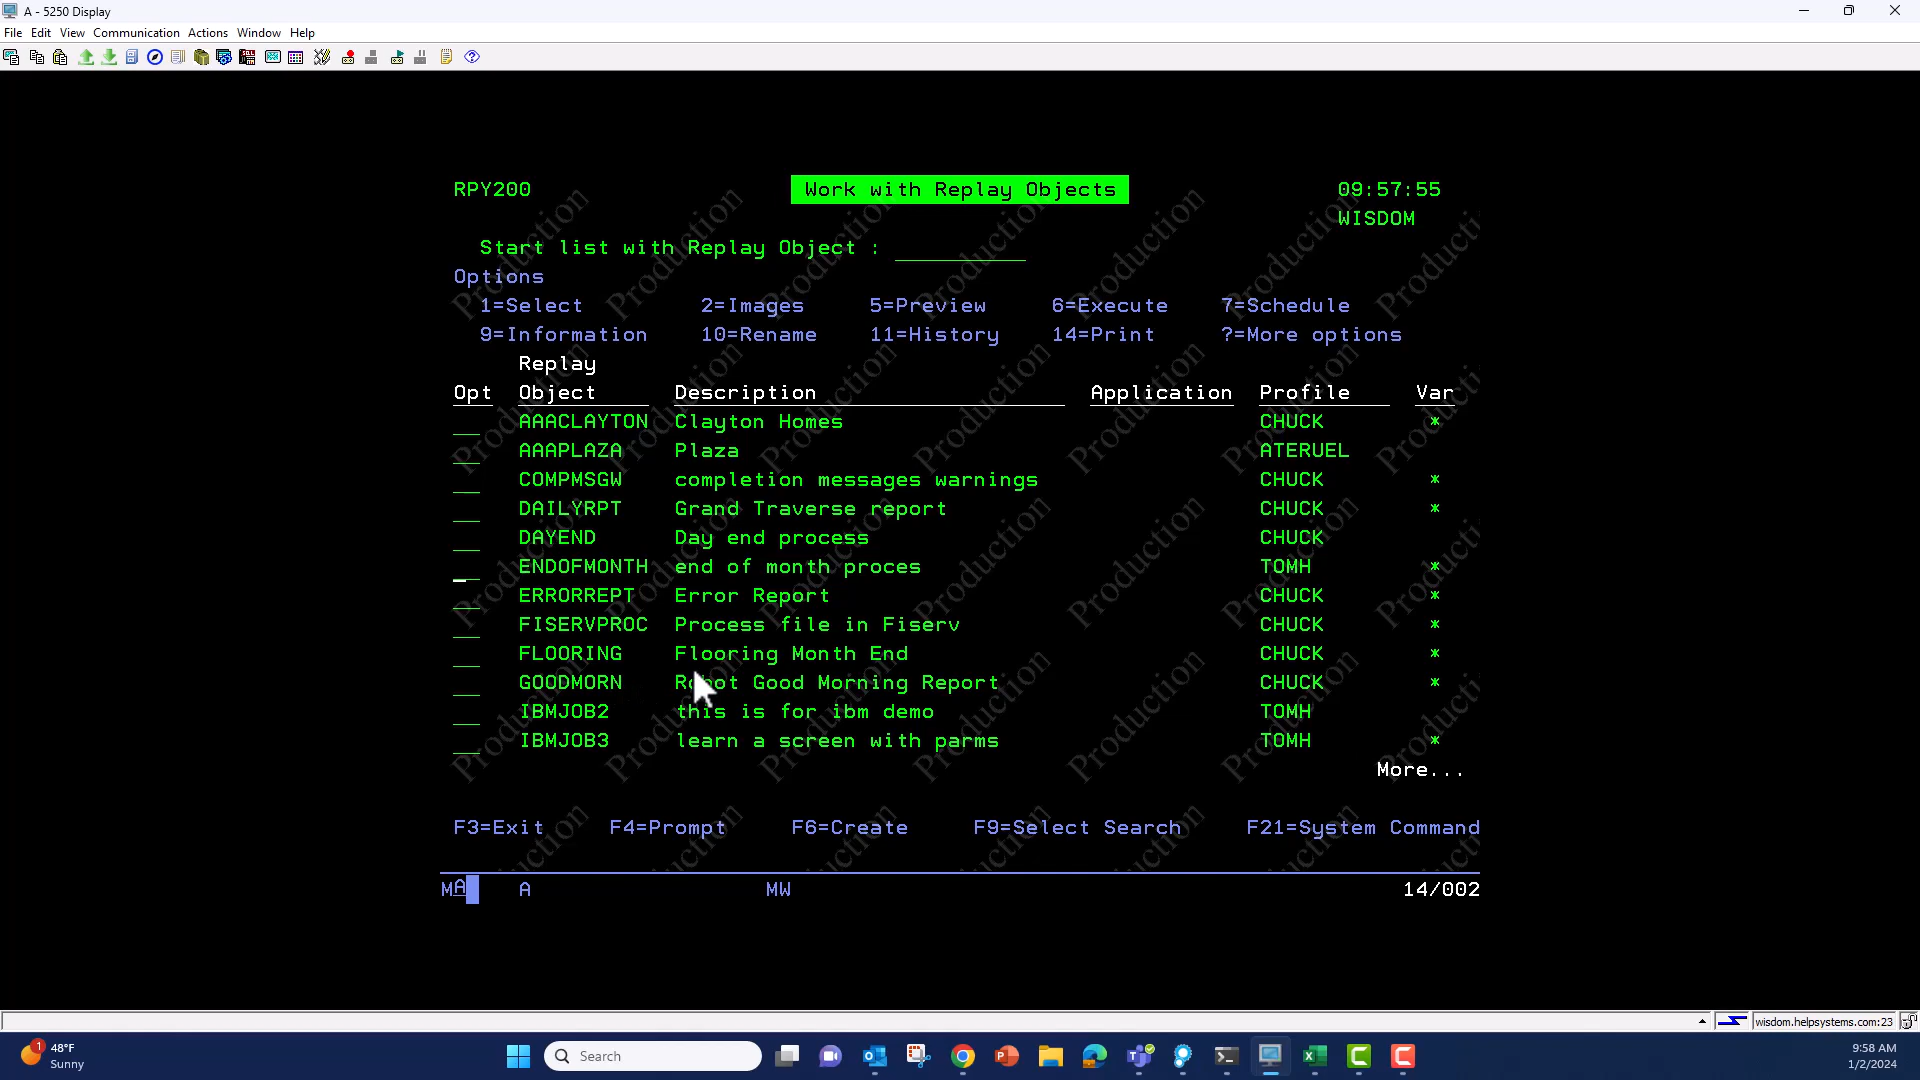 A - 5250 Display
File Edit View Communication Actions Window Help
RPY200 Work with Replay Objects 09:57:55
WISDOM
Start list with Replay Object :
Options
1=Select 2=Images 5=Preview 6=Execute 7=Schedule
9=Information 10=Rename 11=History 14=Print ?=More options
Replay
Opt Object Description Application Profile Var
AAACLAYTON Clayton Homes CHUCK *
AAAPLAZA Plaza ATERUEL
COMPMSGW completion messages warnings CHUCK *
DAILYRPT Grand Traverse report CHUCK *
DAYEND Day end process CHUCK
ENDOFMONTH end of month proces TOMH *
ERRORREPT Error Report CHUCK *
FISERVPROC Process file in Fiserv CHUCK *
FLOORING Flooring Month End CHUCK *
GOODMORN Robot Good Morning Report CHUCK *
IBMJOB2 this is for ibm demo TOMH
IBMJOB3 learn a screen with parms TOMH *
More...
F3=Exit F4=Prompt F6=Create F9=Select Search F21=System Command
MA A MW 14/002
wisdom.helpsystems.com:23
1 48°F
Sunny
Search
9:58 AM
1/2/2024
Production